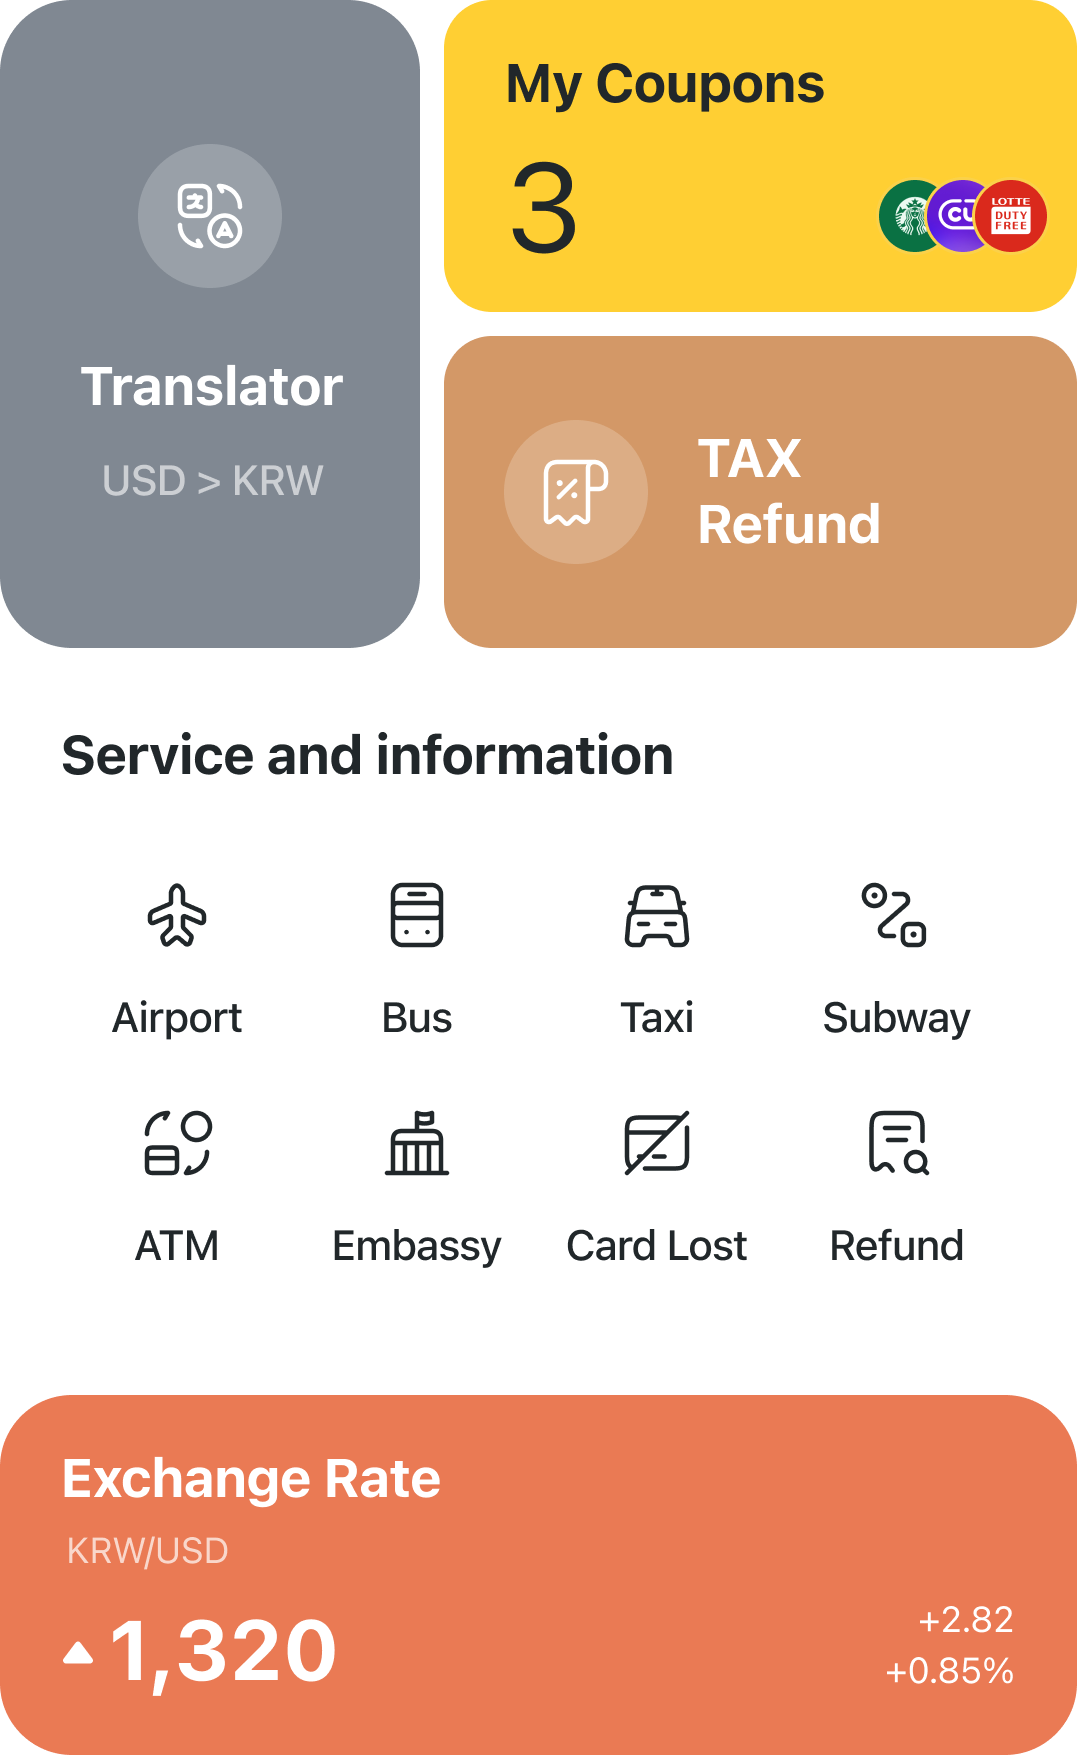 Translator
USD > KRW
My Coupons
3
CU
LOTTE
DUTY
FREE
TAX
Refund
Service and information
Airport
Bus
Taxi
Subway
ATM
Embassy
Card Lost
Refund
Exchange Rate
KRW/USD
1,320
+2.82
+0.85%